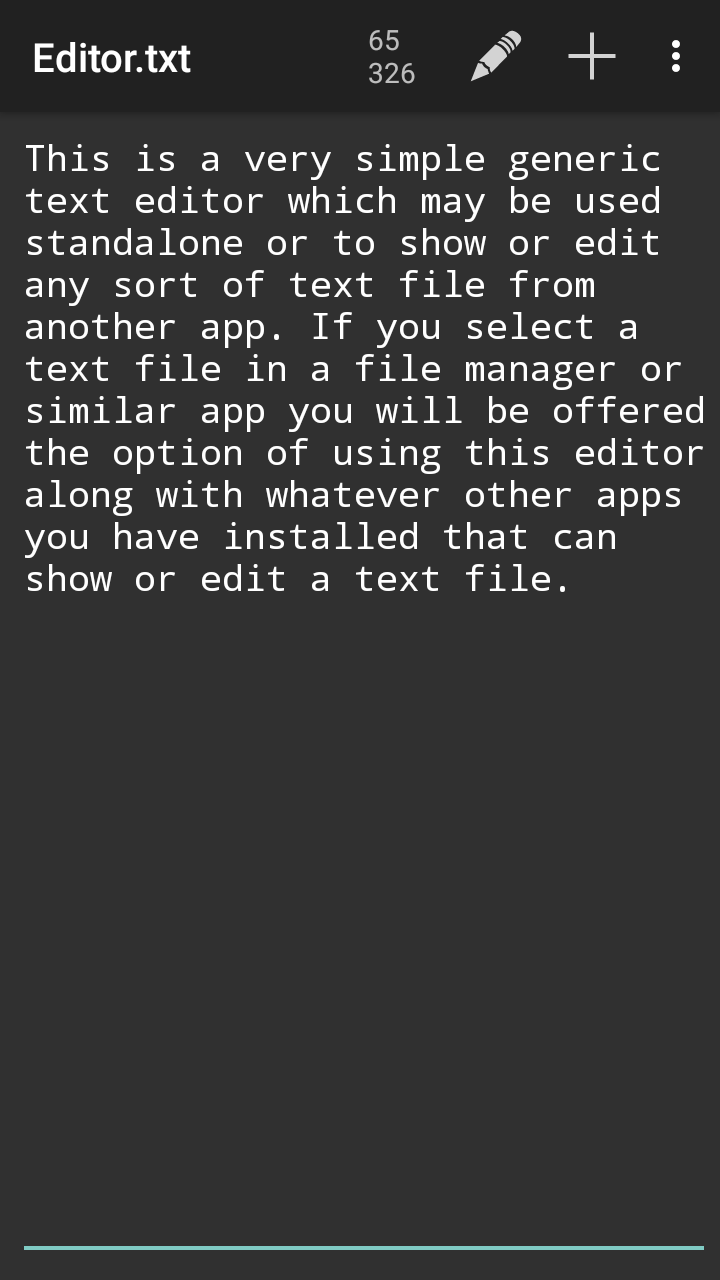 Editor.txt
65
326
This is a very simple generic
text editor which may be used
standalone or to show or edit
any sort of text file from
another app. If you select a
text file in a file manager or
similar app you will be offered
the option of using this editor
along with whatever other apps
you have installed that can
show or edit a text file.